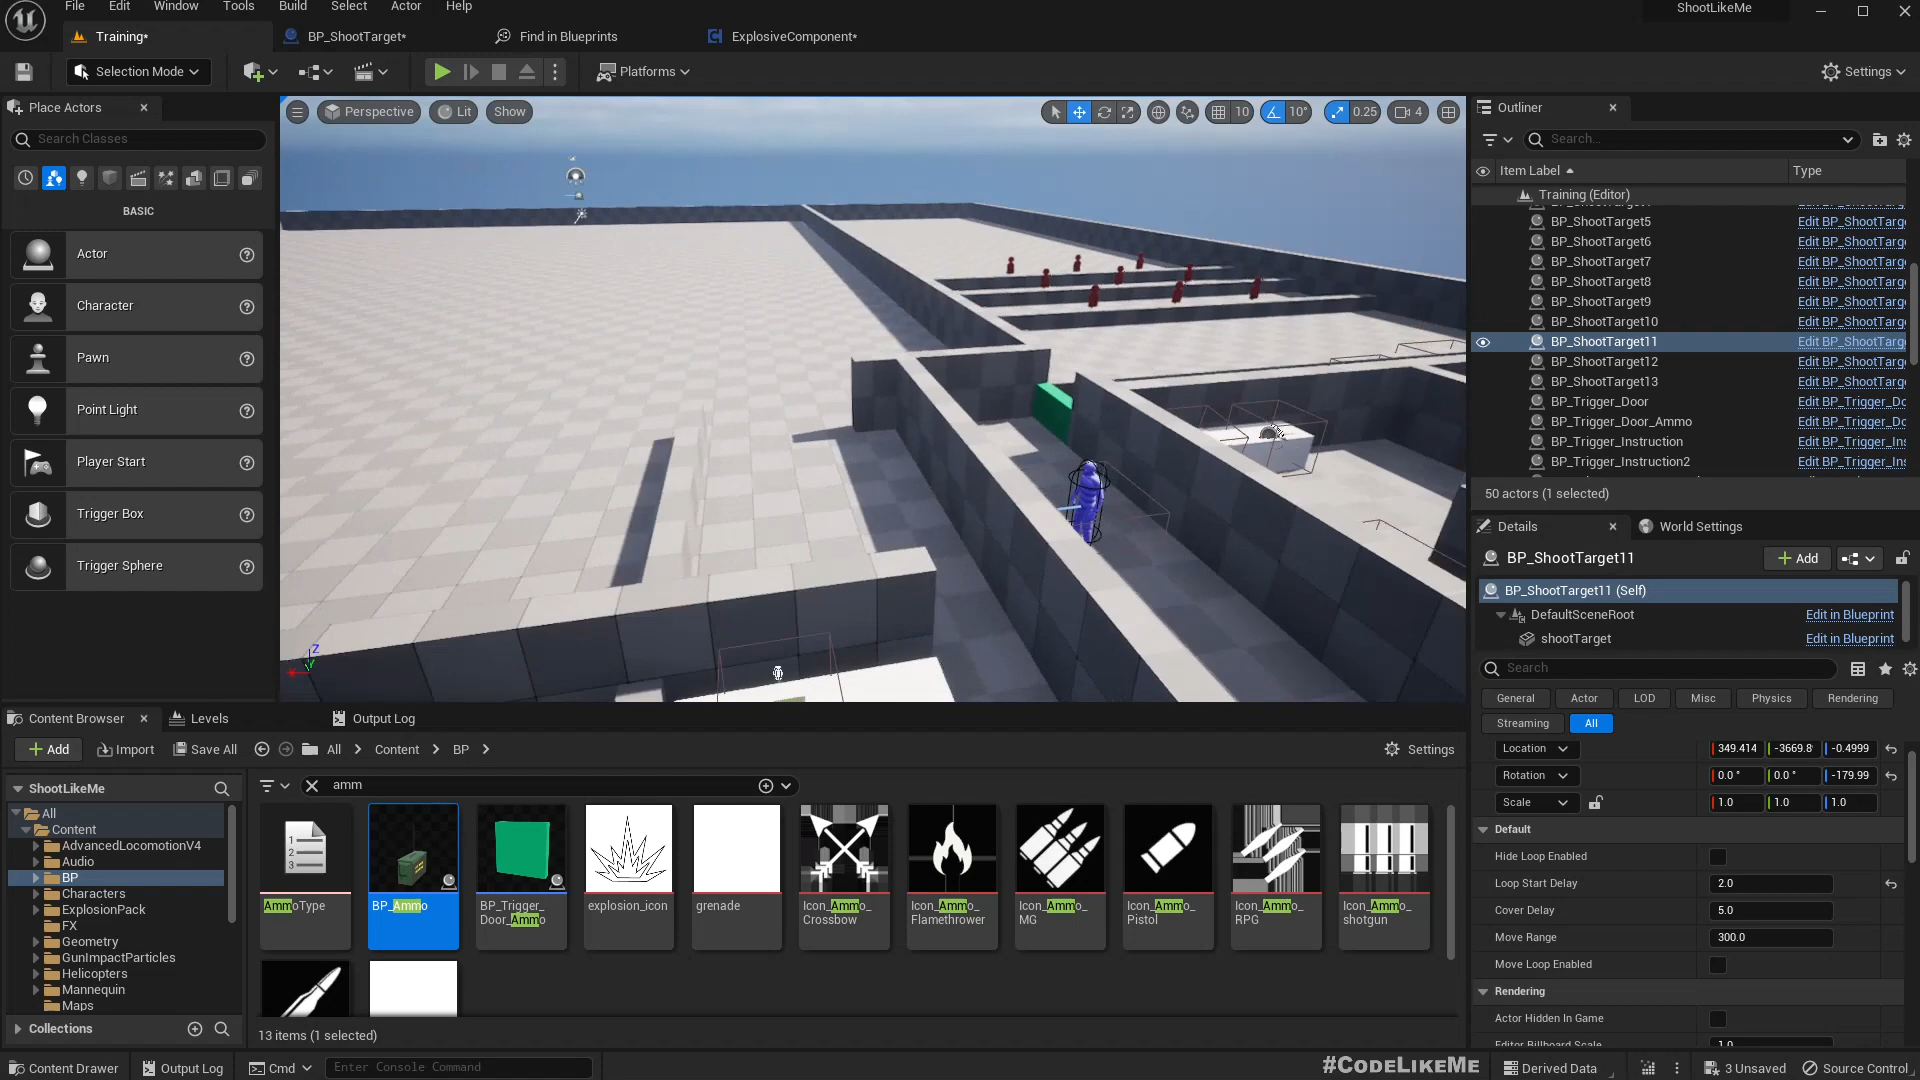 File Edit Window Tools Build Select Actor Help
ShootLikeMe
Training*
BP_ShootTarget*
Find in Blueprints
ExplosiveComponent*
Selection Mode
Platforms
Settings
Place Actors
Search Classes
BASIC
Actor
Character
Pawn
Point Light
Player Start
Trigger Box
Trigger Sphere
Perspective
Lit
Show
10
10°
0.25
4
Z
Outliner
Search...
Item Label
Type
Training (Editor)
BP_ShootTarget5 Edit BP_ShootTarg
BP_ShootTarget6 Edit BP_ShootTarg
BP_ShootTarget7 Edit BP_ShootTarg
BP_ShootTarget8 Edit BP_ShootTarg
BP_ShootTarget9 Edit BP_ShootTarg
BP_ShootTarget10 Edit BP_ShootTarg
BP_ShootTarget11 Edit BP_ShootTarg
BP_ShootTarget12 Edit BP_ShootTarg
BP_ShootTarget13 Edit BP_ShootTarg
BP_Trigger_Door Edit BP_Trigger_Do
BP_Trigger_Door_Ammo Edit BP_Trigger_Do
BP_Trigger_Instruction Edit BP_Trigger_Ins
BP_Trigger_Instruction2 Edit BP_Trigger_Ins
50 actors (1 selected)
Details
World Settings
BP_ShootTarget11
Add
BP_ShootTarget11 (Self)
DefaultSceneRoot Edit in Blueprint
shootTarget Edit in Blueprint
Search
General Actor LOD Misc Physics Rendering
Streaming All
Location 349.414 -3669.8 -0.4999
Rotation 0.0 ° 0.0 ° -179.99
Scale 1.0 1.0 1.0
Default
Hide Loop Enabled
Loop Start Delay 2.0
Cover Delay 5.0
Move Range 300.0
Move Loop Enabled
Rendering
Actor Hidden In Game
Editor Billboard Scale 1.0
Content Browser
Levels
Output Log
Add
Import
Save All
All
Content
BP
Settings
ShootLikeMe
amm
All
Content
AdvancedLocomotionV4
Audio
BP
Characters
ExplosionPack
FX
Geometry
GunImpactParticles
Helicopters
Mannequin
Maps
Collections
AmmoType
BP_Ammo
BP_Trigger_
Door_Ammo
explosion_icon
grenade
Icon_Ammo_
Crossbow
Icon_Ammo_
Flamethrower
Icon_Ammo_
MG
Icon_Ammo_
Pistol
Icon_Ammo_
RPG
Icon_Ammo_
shotgun
13 items (1 selected)
Content Drawer
Output Log
Cmd
Enter Console Command
#CODELIKEME
Derived Data
3 Unsaved
Source Control